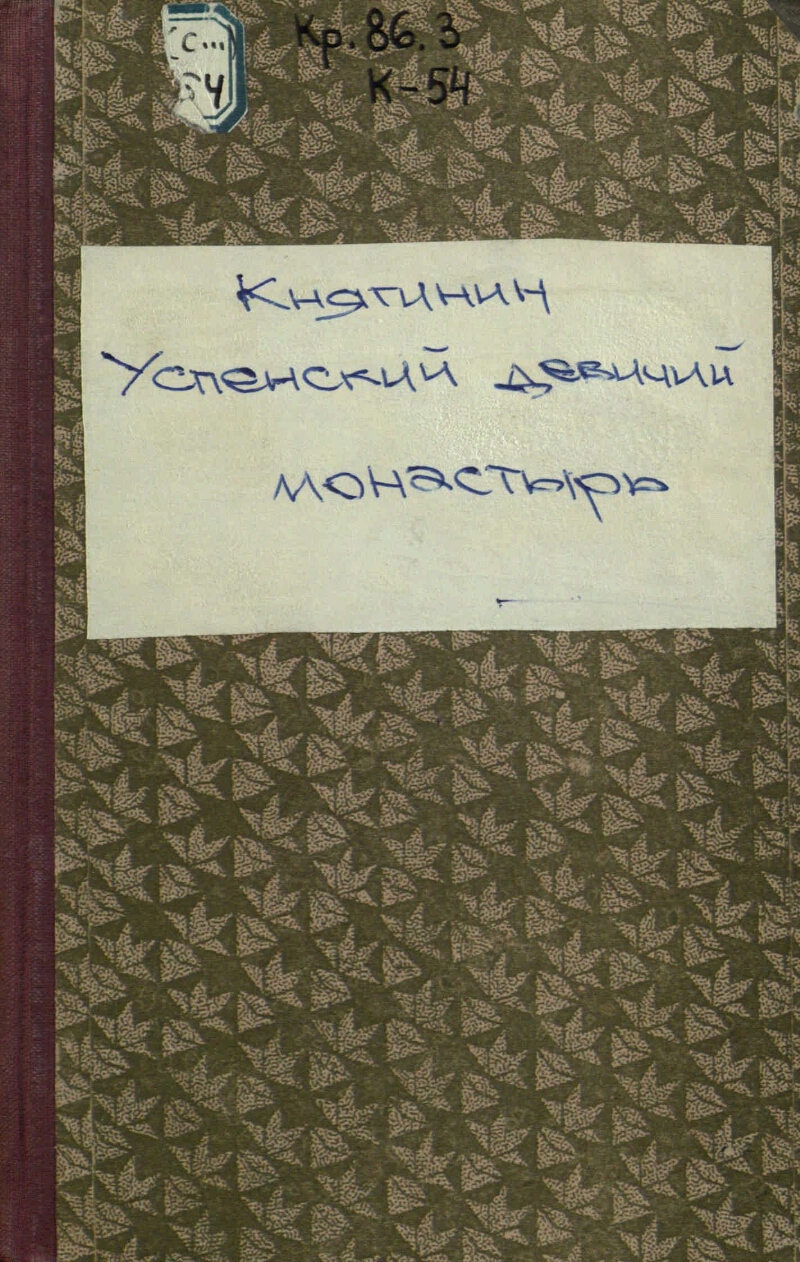 Кр. 86. 3
К-54
Княгинин
Успенский девичий
монастырь